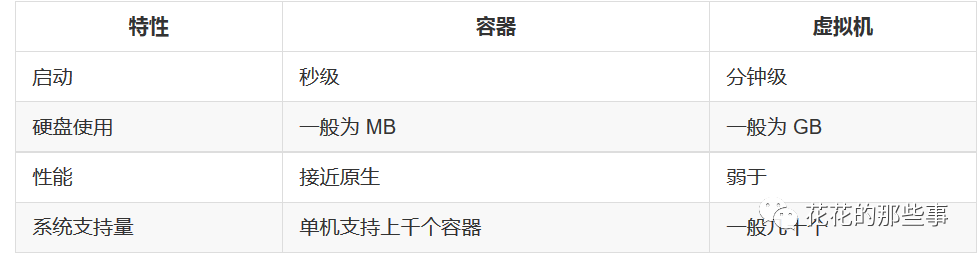 特性 容器 虚拟机
启动 秒级 分钟级
硬盘使用 一般为 MB 一般为 GB
性能 接近原生 弱于
系统支持量 单机支持上千个容器 一般几十个
花花的那些事